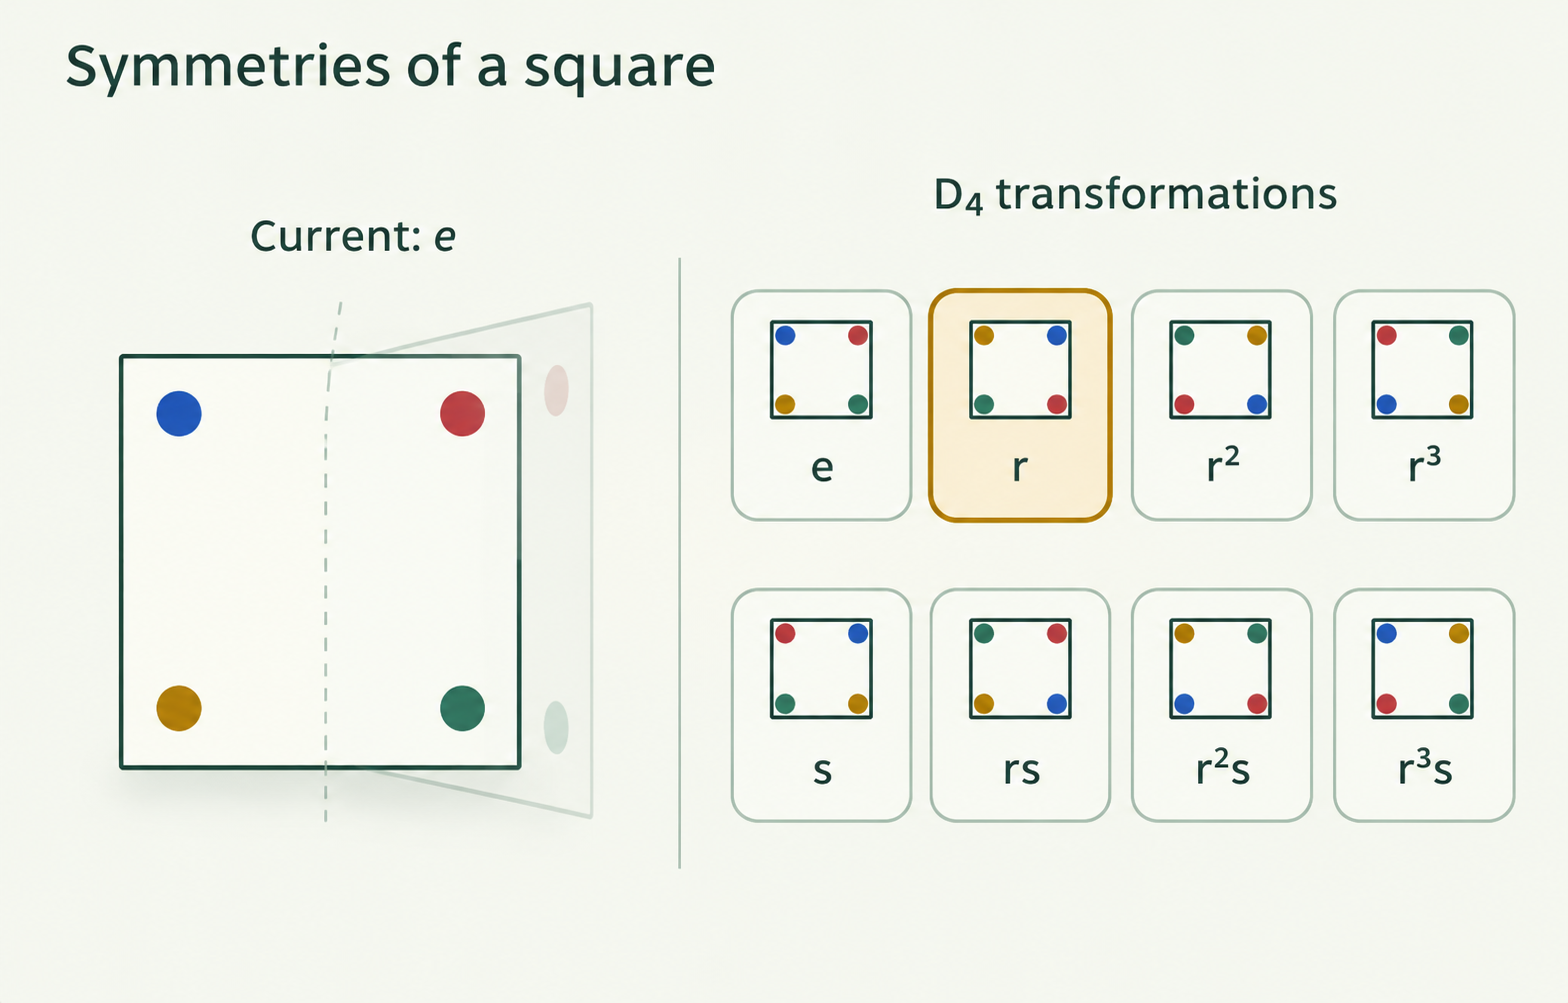 Symmetries of a square
Current: e
D₄ transformations
e
r
r²
r³
s
rs
r²s
r³s